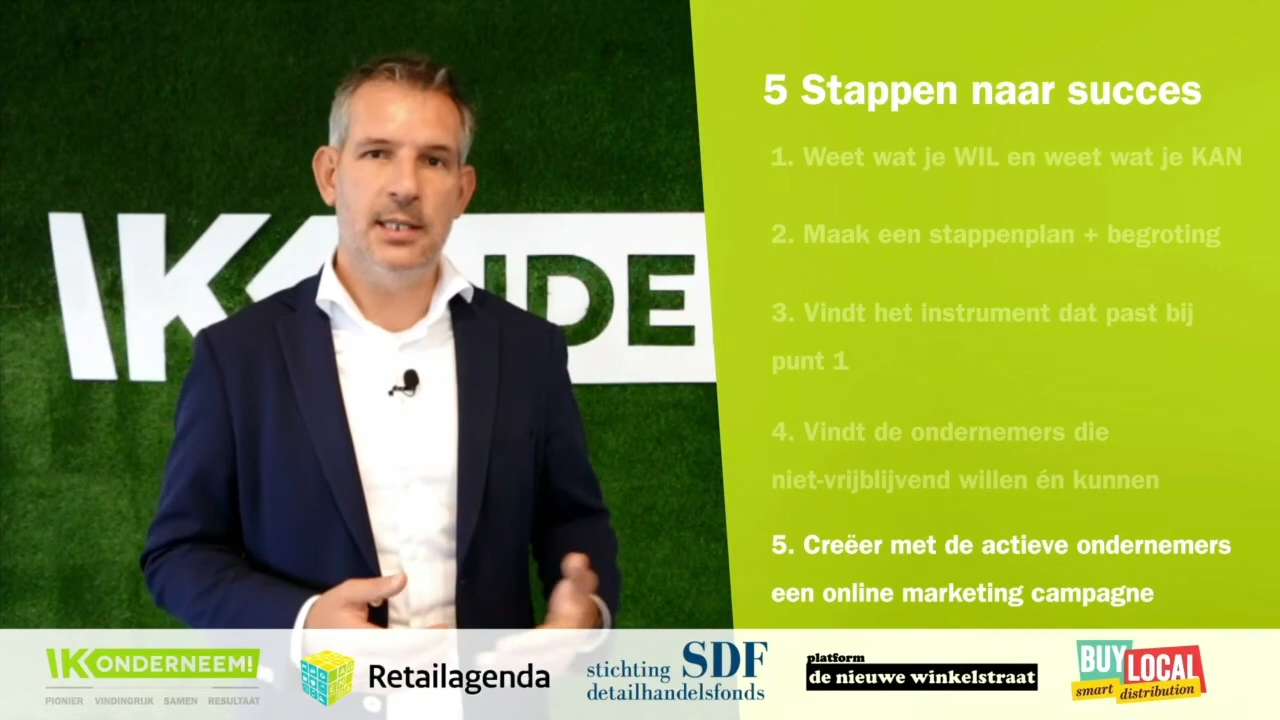 IK ONDE
5 Stappen naar succes
1. Weet wat je WIL en weet wat je KAN
2. Maak een stappenplan + begroting
3. Vindt het instrument dat past bij
punt 1
4. Vindt de ondernemers die
niet-vrijblijvend willen én kunnen
5. Creëer met de actieve ondernemers
een online marketing campagne
IK ONDERNEEM!
PIONIER VINDINGRIJK SAMEN RESULTAAT
Retailagenda
stichting SDF
detailhandelsfonds
platform
de nieuwe winkelstraat
BUY LOCAL
smart distribution